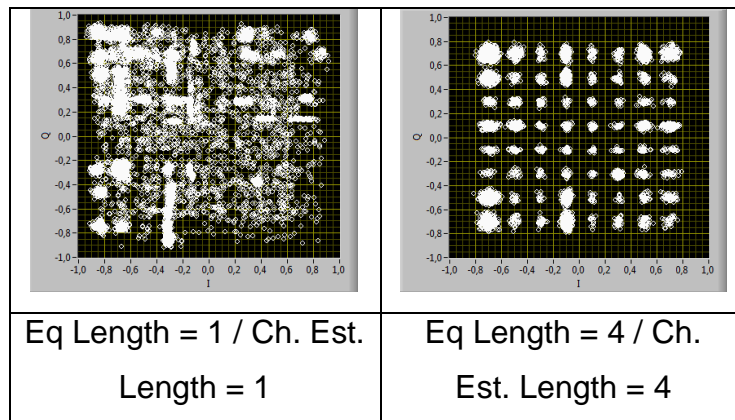 1,0
0,8
0,6
0,4
0,2
0,0
-0,2
-0,4
-0,6
-0,8
-1,0
Q
-1,0 -0,8 -0,6 -0,4 -0,2 0,0 0,2 0,4 0,6 0,8 1,0
I
1,0
0,8
0,6
0,4
0,2
0,0
-0,2
-0,4
-0,6
-0,8
-1,0
Q
-1,0 -0,8 -0,6 -0,4 -0,2 0,0 0,2 0,4 0,6 0,8 1,0
I
Eq Length = 1 / Ch. Est.
Length = 1
Eq Length = 4 / Ch.
Est. Length = 4